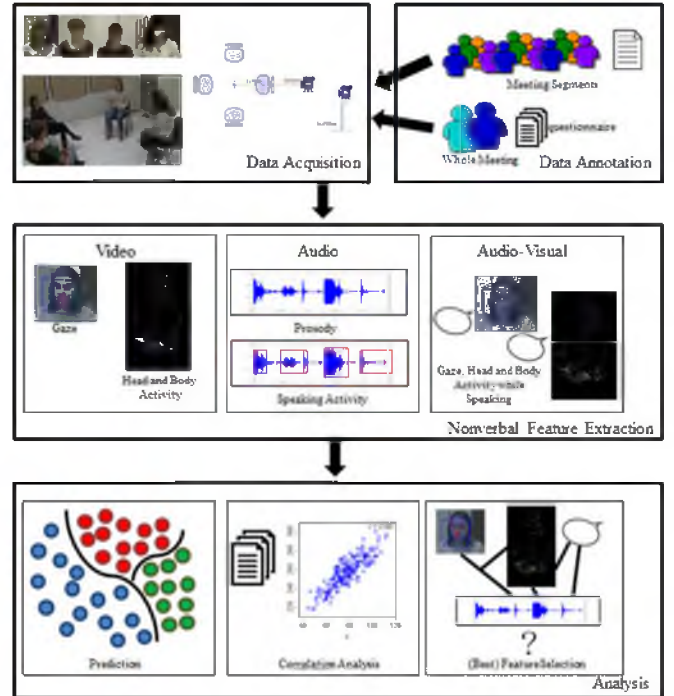 Meeting Segments
questionnaire
Whole Meeting
Data Acquisition
Data Annotation
Video
Audio
Audio-Visual
Gaze
Prosody
Head and Body
Activity
Speaking Activity
Gaze, Head and Body
Activity while
Speaking
Nonverbal Feature Extraction
?
Prediction
Correlation Analysis
(Best) Feature Selection
Analysis